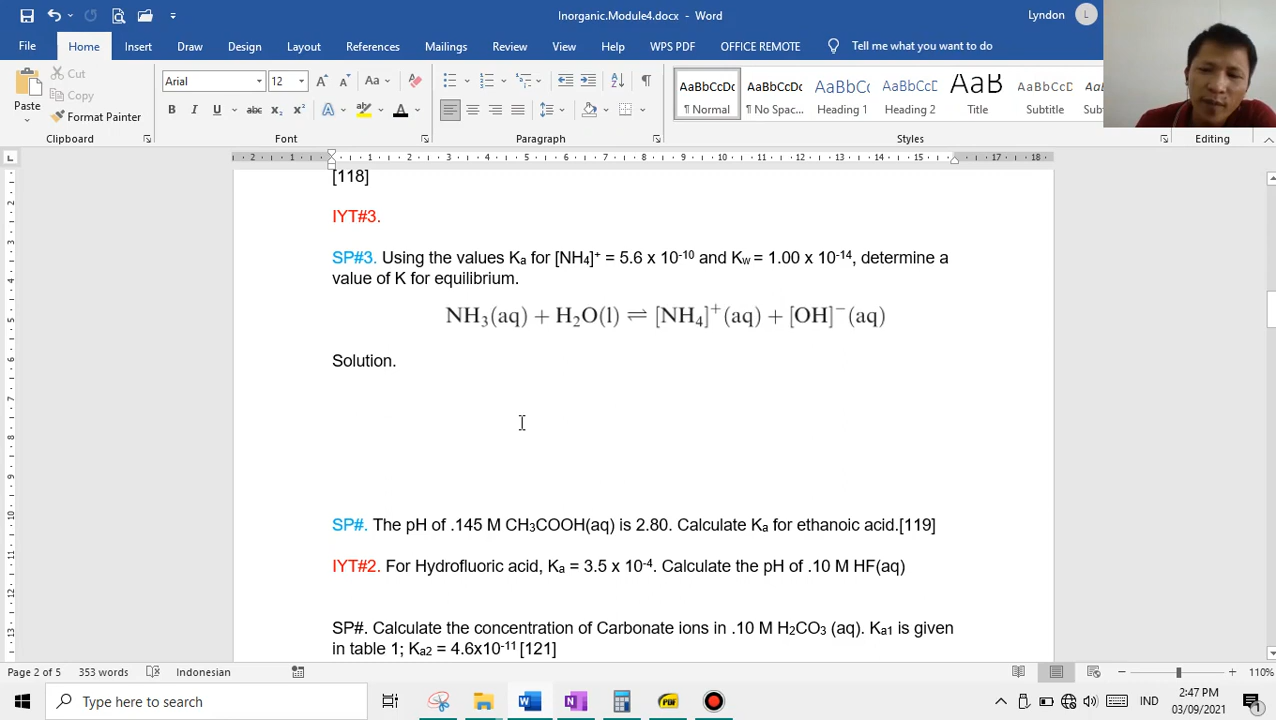 Inorganic.Module4.docx - Word
Lyndon L
File Home Insert Draw Design Layout References Mailings Review View Help WPS PDF OFFICE REMOTE Tell me what you want to do
Paste Cut Copy Format Painter
Arial 12
AaBbCcDc AaBbCcDc AaBbCcD AaBbCcD AaB AaBbCcD
¶ Normal ¶ No Spac... Heading 1 Heading 2 Title Subtitle
Clipboard Font Paragraph Styles Editing
[118]
IYT#3.
SP#3. Using the values Kₐ for [NH₄]⁺ = 5.6 x 10⁻¹⁰ and K_w = 1.00 x 10⁻¹⁴, determine a
value of K for equilibrium.
NH₃(aq) + H₂O(l) ⇌ [NH₄]⁺(aq) + [OH]⁻(aq)
Solution.
SP#. The pH of .145 M CH₃COOH(aq) is 2.80. Calculate Kₐ for ethanoic acid.[119]
IYT#2. For Hydrofluoric acid, Kₐ = 3.5 x 10⁻⁴. Calculate the pH of .10 M HF(aq)
SP#. Calculate the concentration of Carbonate ions in .10 M H₂CO₃ (aq). Kₐ₁ is given
in table 1; Kₐ₂ = 4.6x10⁻¹¹ [121]
Page 2 of 5 353 words Indonesian 110%
Type here to search
IND 2:47 PM
03/09/2021